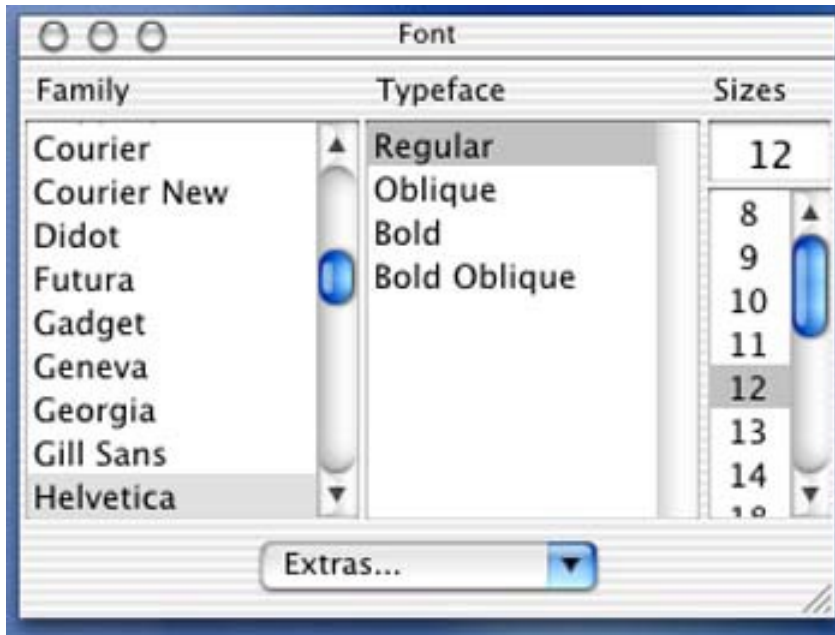 Font
Family Typeface Sizes
Courier
Courier New
Didot
Futura
Gadget
Geneva
Georgia
Gill Sans
Helvetica
Regular
Oblique
Bold
Bold Oblique
12
8
9
10
11
12
13
14
18
Extras...